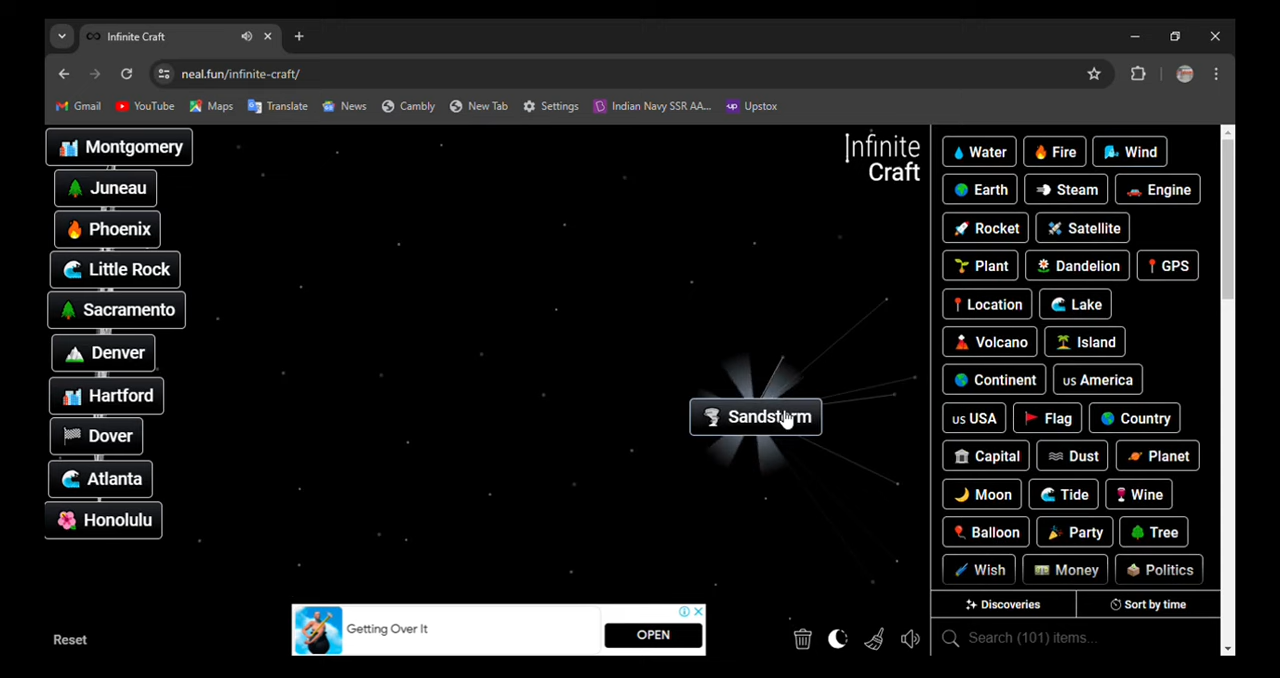 Infinite Craft
neal.fun/infinite-craft/
Gmail YouTube Maps Translate News Cambly New Tab Settings Indian Navy SSR AA... Upstox
Montgomery
Juneau
Phoenix
Little Rock
Sacramento
Denver
Hartford
Dover
Atlanta
Honolulu
Reset
Sandstorm
Infinite
Craft
Getting Over It
OPEN
Water Fire Wind
Earth Steam Engine
Rocket Satellite
Plant Dandelion GPS
Location Lake
Volcano Island
Continent us America
us USA Flag Country
Capital Dust Planet
Moon Tide Wine
Balloon Party Tree
Wish Money Politics
Discoveries Sort by time
Search (101) items...